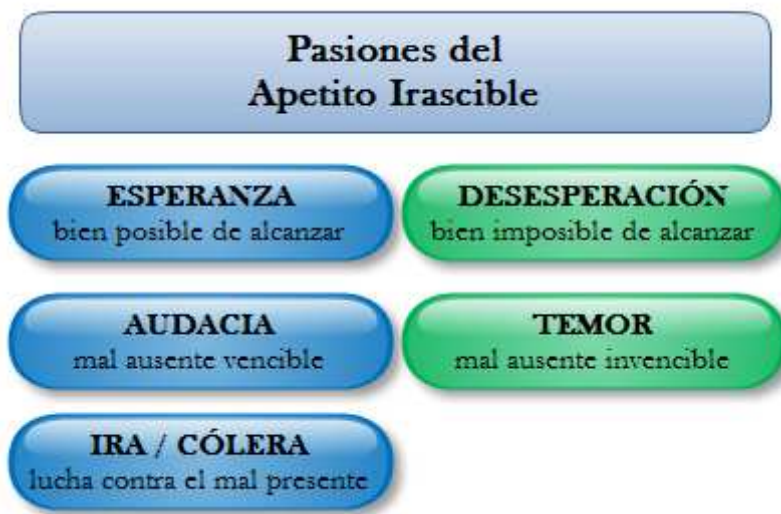 Pasiones del
Apetito Irascible
ESPERANZA
bien posible de alcanzar
DESESPERACIÓN
bien imposible de alcanzar
AUDACIA
mal ausente vencible
TEMOR
mal ausente invencible
IRA / CÓLERA
lucha contra el mal presente